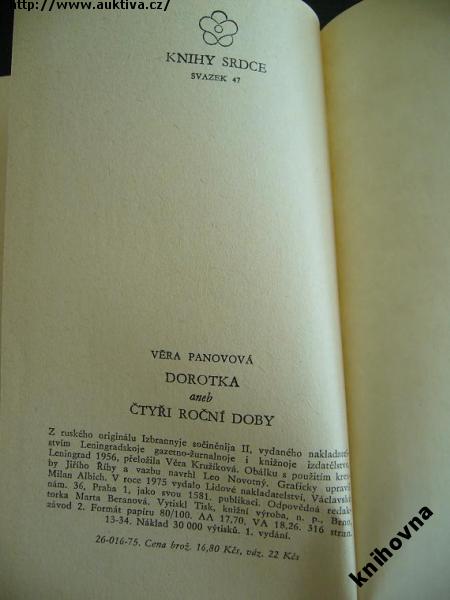 http://www.auktiva.cz/
KNIHY SRDCE
SVAZEK 47
VĚRA PANOVOVÁ
DOROTKA
aneb
ČTYŘI ROČNÍ DOBY
Z ruského originálu Izbrannyje sočiněnija II, vydaného nakladatel-
stvím Leningradskoje gazetno-žurnalnoje i knižnoje izdatělstvo,
Leningrad 1956, přeložila Věra Kružíková. Obálku s použitím kres-
by Jiřího Říhy a vazbu navrhl Leo Novotný. Graficky upravil
Milan Albich. V roce 1975 vydalo Lidové nakladatelství, Václavské
nám. 36, Praha 1, jako svou 1581. publikaci. Odpovědná redak-
torka Marta Beranová. Vytiskl Tisk, knižní výroba, n. p., Brno,
závod 2. Formát papíru 80/100. AA 17,70, VA 18,26. 316 stran.
13-34. Náklad 30 000 výtisků. 1. vydání.
26-016-75. Cena brož. 16,80 Kčs, váz. 22 Kčs
knihovna